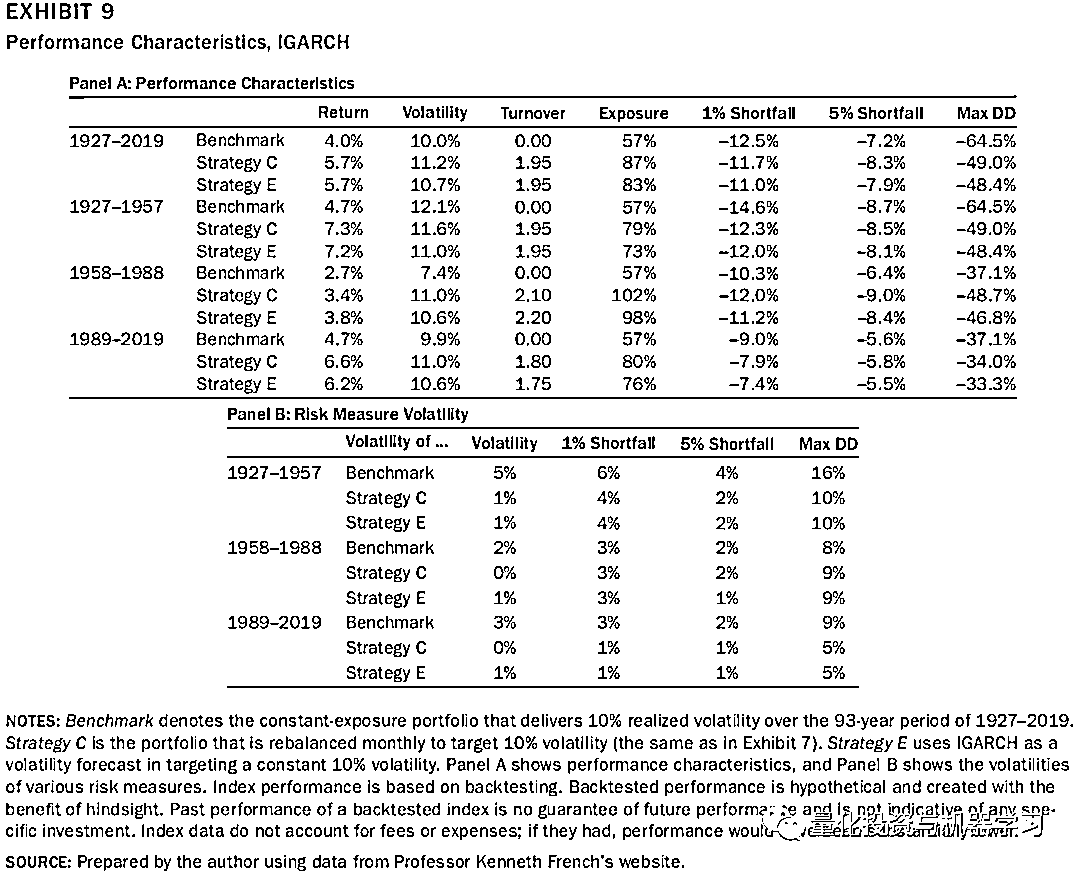 EXHIBIT 9
Performance Characteristics, IGARCH
Panel A: Performance Characteristics
Return Volatility Turnover Exposure 1% Shortfall 5% Shortfall Max DD
1927–2019 Benchmark 4.0% 10.0% 0.00 57% –12.5% –7.2% –64.5%
Strategy C 5.7% 11.2% 1.95 87% –11.7% –8.3% –49.0%
Strategy E 5.7% 10.7% 1.95 83% –11.0% –7.9% –48.4%
1927–1957 Benchmark 4.7% 12.1% 0.00 57% –14.6% –8.7% –64.5%
Strategy C 7.3% 11.6% 1.95 79% –12.3% –8.5% –49.0%
Strategy E 7.2% 11.0% 1.95 73% –12.0% –8.1% –48.4%
1958–1988 Benchmark 2.7% 7.4% 0.00 57% –10.3% –6.4% –37.1%
Strategy C 3.4% 11.0% 2.10 102% –12.0% –9.0% –48.7%
Strategy E 3.8% 10.6% 2.20 98% –11.2% –8.4% –46.8%
1989–2019 Benchmark 4.7% 9.9% 0.00 57% –9.0% –5.6% –37.1%
Strategy C 6.6% 11.0% 1.80 80% –7.9% –5.8% –34.0%
Strategy E 6.2% 10.6% 1.75 76% –7.4% –5.5% –33.3%
Panel B: Risk Measure Volatility
Volatility of ... Volatility 1% Shortfall 5% Shortfall Max DD
1927–1957 Benchmark 5% 6% 4% 16%
Strategy C 1% 4% 2% 10%
Strategy E 1% 4% 2% 10%
1958–1988 Benchmark 2% 3% 2% 8%
Strategy C 0% 3% 2% 9%
Strategy E 1% 3% 1% 9%
1989–2019 Benchmark 3% 3% 2% 9%
Strategy C 0% 1% 1% 5%
Strategy E 1% 1% 1% 5%
NOTES: Benchmark denotes the constant-exposure portfolio that delivers 10% realized volatility over the 93-year period of 1927–2019.
Strategy C is the portfolio that is rebalanced monthly to target 10% volatility (the same as in Exhibit 7). Strategy E uses IGARCH as a
volatility forecast in targeting a constant 10% volatility. Panel A shows performance characteristics, and Panel B shows the volatilities
of various risk measures. Index performance is based on backtesting. Backtested performance is hypothetical and created with the
benefit of hindsight. Past performance of a backtested index is no guarantee of future performance and is not indicative of any spe-
cific investment. Index data do not account for fees or expenses; if they had, performance would
量化投资与机器学习
SOURCE: Prepared by the author using data from Professor Kenneth French's website.